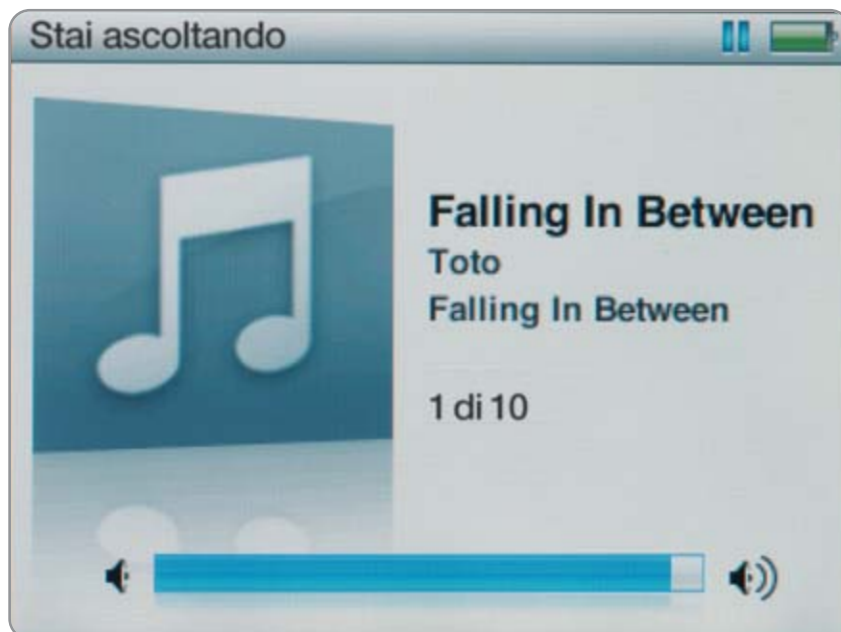 Stai ascoltando
Falling In Between
Toto
Falling In Between
1 di 10